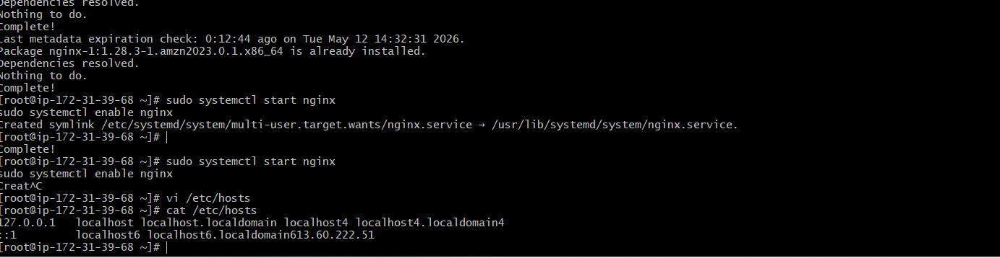 Dependencies resolved.
Nothing to do.
Complete!
Last metadata expiration check: 0:12:44 ago on Tue May 12 14:32:31 2026.
Package nginx-1:1.28.3-1.amzn2023.0.1.x86_64 is already installed.
Dependencies resolved.
Nothing to do.
Complete!
[root@ip-172-31-39-68 ~]# sudo systemctl start nginx
sudo systemctl enable nginx
Created symlink /etc/systemd/system/multi-user.target.wants/nginx.service → /usr/lib/systemd/system/nginx.service.
[root@ip-172-31-39-68 ~]#
Complete!
[root@ip-172-31-39-68 ~]# sudo systemctl start nginx
sudo systemctl enable nginx
Creat^C
[root@ip-172-31-39-68 ~]# vi /etc/hosts
[root@ip-172-31-39-68 ~]# cat /etc/hosts
127.0.0.1   localhost localhost.localdomain localhost4 localhost4.localdomain4
::1         localhost6 localhost6.localdomain613.60.222.51
[root@ip-172-31-39-68 ~]#